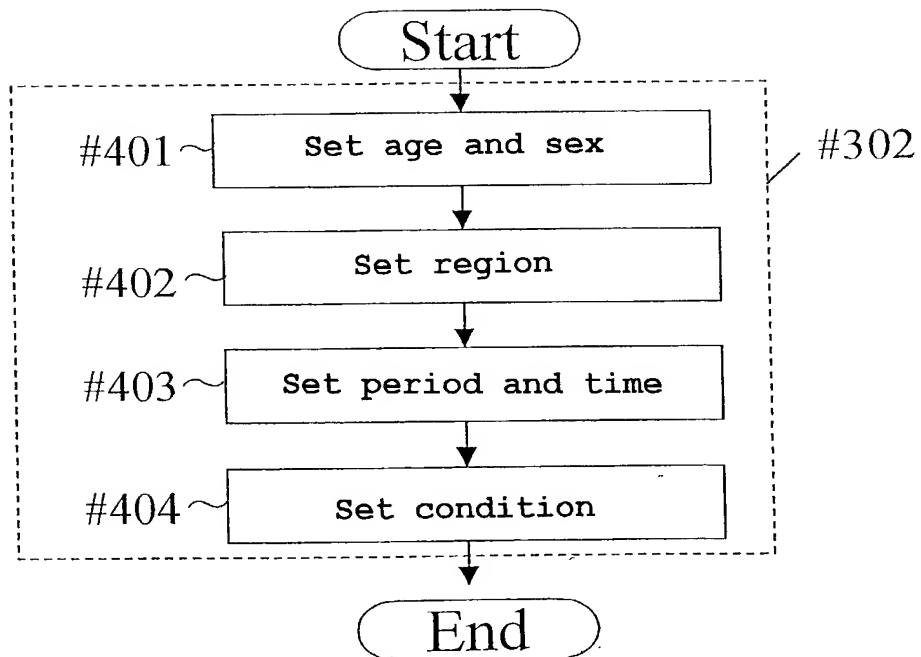 Start
#401 Set age and sex
#302
#402 Set region
#403 Set period and time
#404 Set condition
End